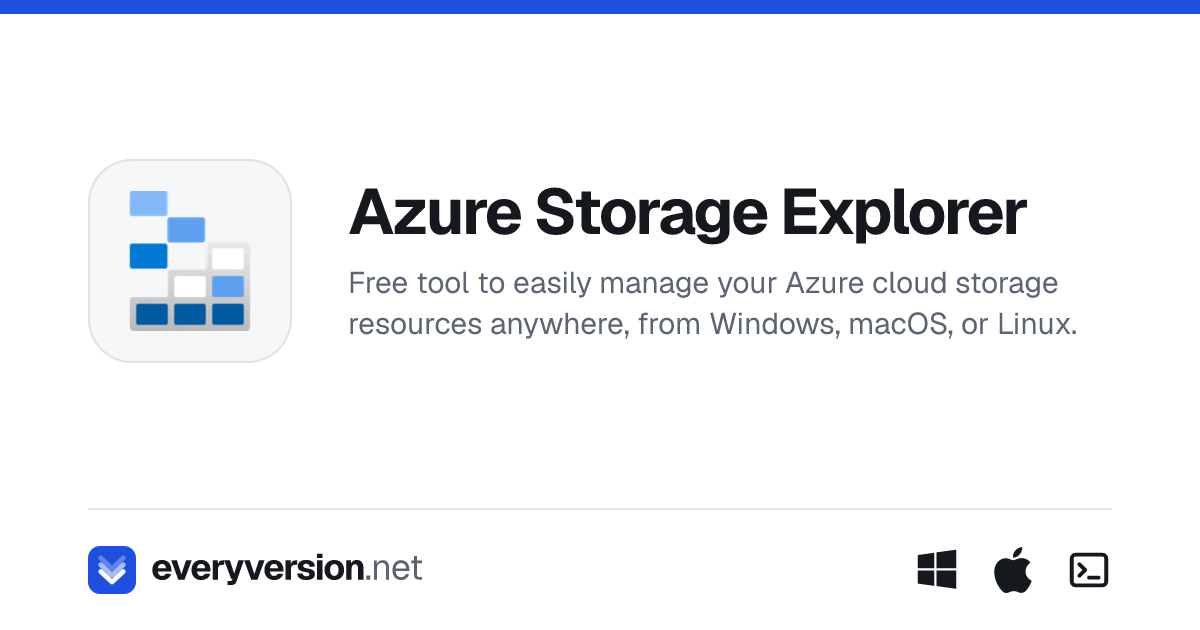 Azure Storage Explorer
Free tool to easily manage your Azure cloud storage
resources anywhere, from Windows, macOS, or Linux.
everyversion.net